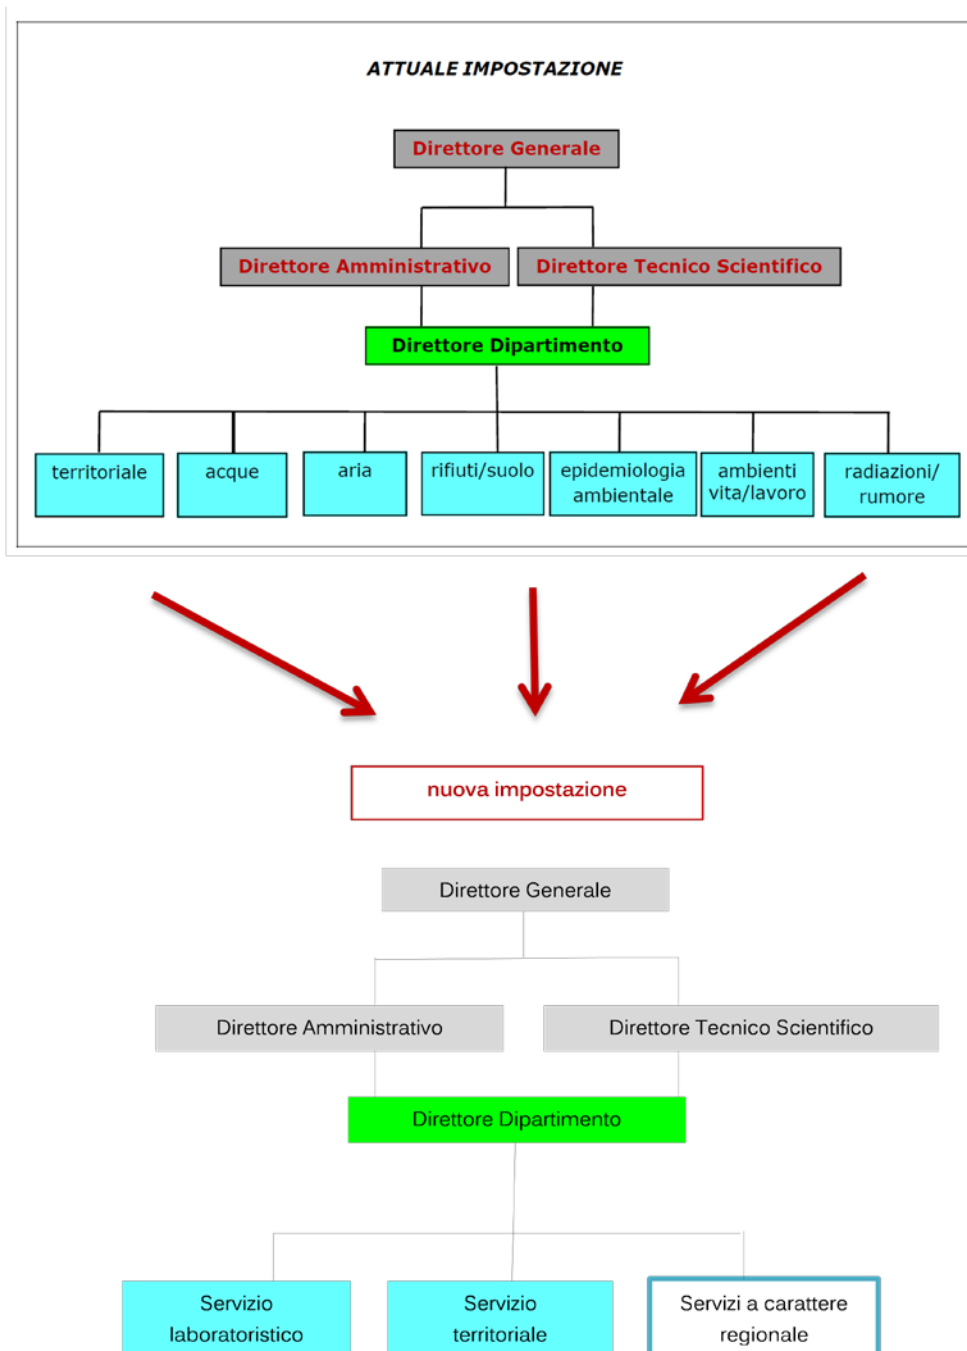 ATTUALE IMPOSTAZIONE
Direttore Generale
Direttore Amministrativo
Direttore Tecnico Scientifico
Direttore Dipartimento
territoriale
acque
aria
rifiuti/suolo
epidemiologia
ambientale
ambienti
vita/lavoro
radiazioni/
rumore
nuova impostazione
Direttore Generale
Direttore Amministrativo
Direttore Tecnico Scientifico
Direttore Dipartimento
Servizio
laboratoristico
Servizio
territoriale
Servizi a carattere
regionale